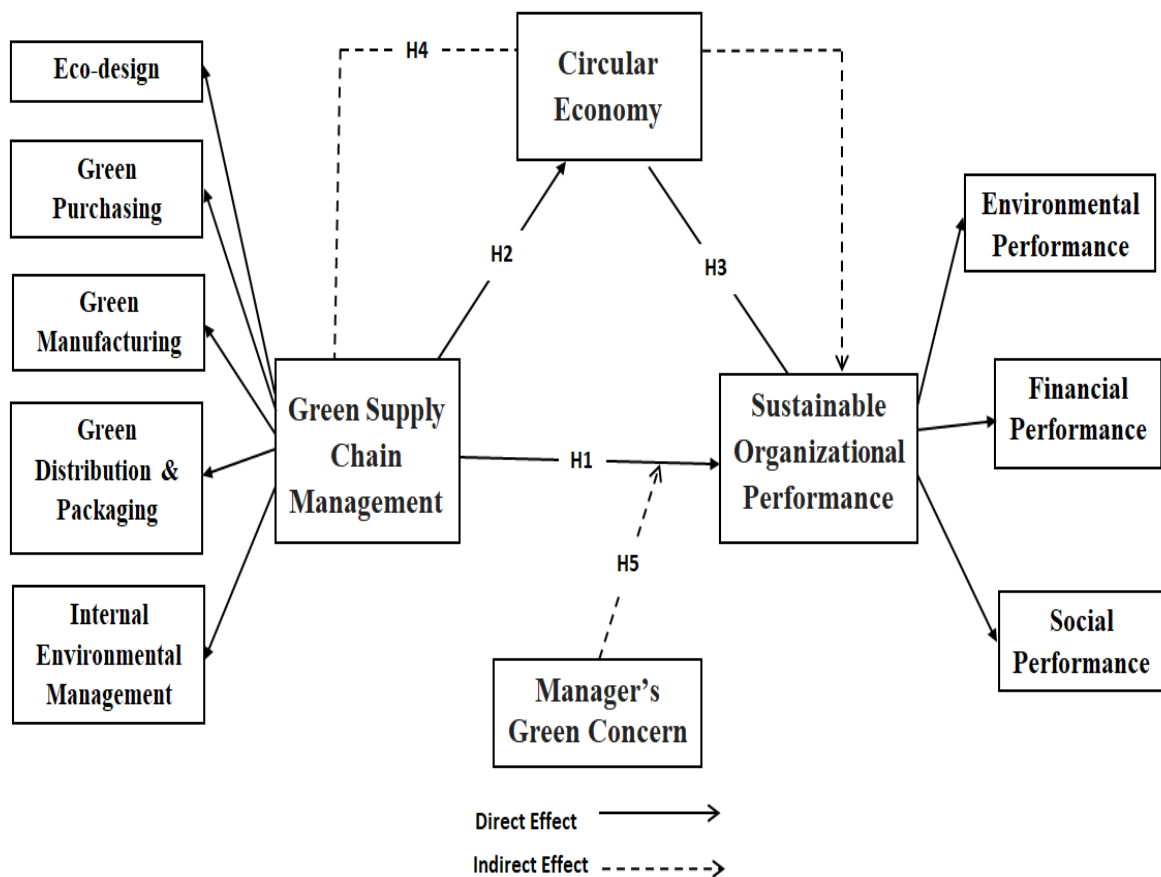 Eco-design
Green
Purchasing
Green
Manufacturing
Green
Distribution &
Packaging
Internal
Environmental
Management
H4
Circular
Economy
H2
H3
Green Supply
Chain
Management
H1
Sustainable
Organizational
Performance
H5
Manager's
Green Concern
Environmental
Performance
Financial
Performance
Social
Performance
Direct Effect
Indirect Effect